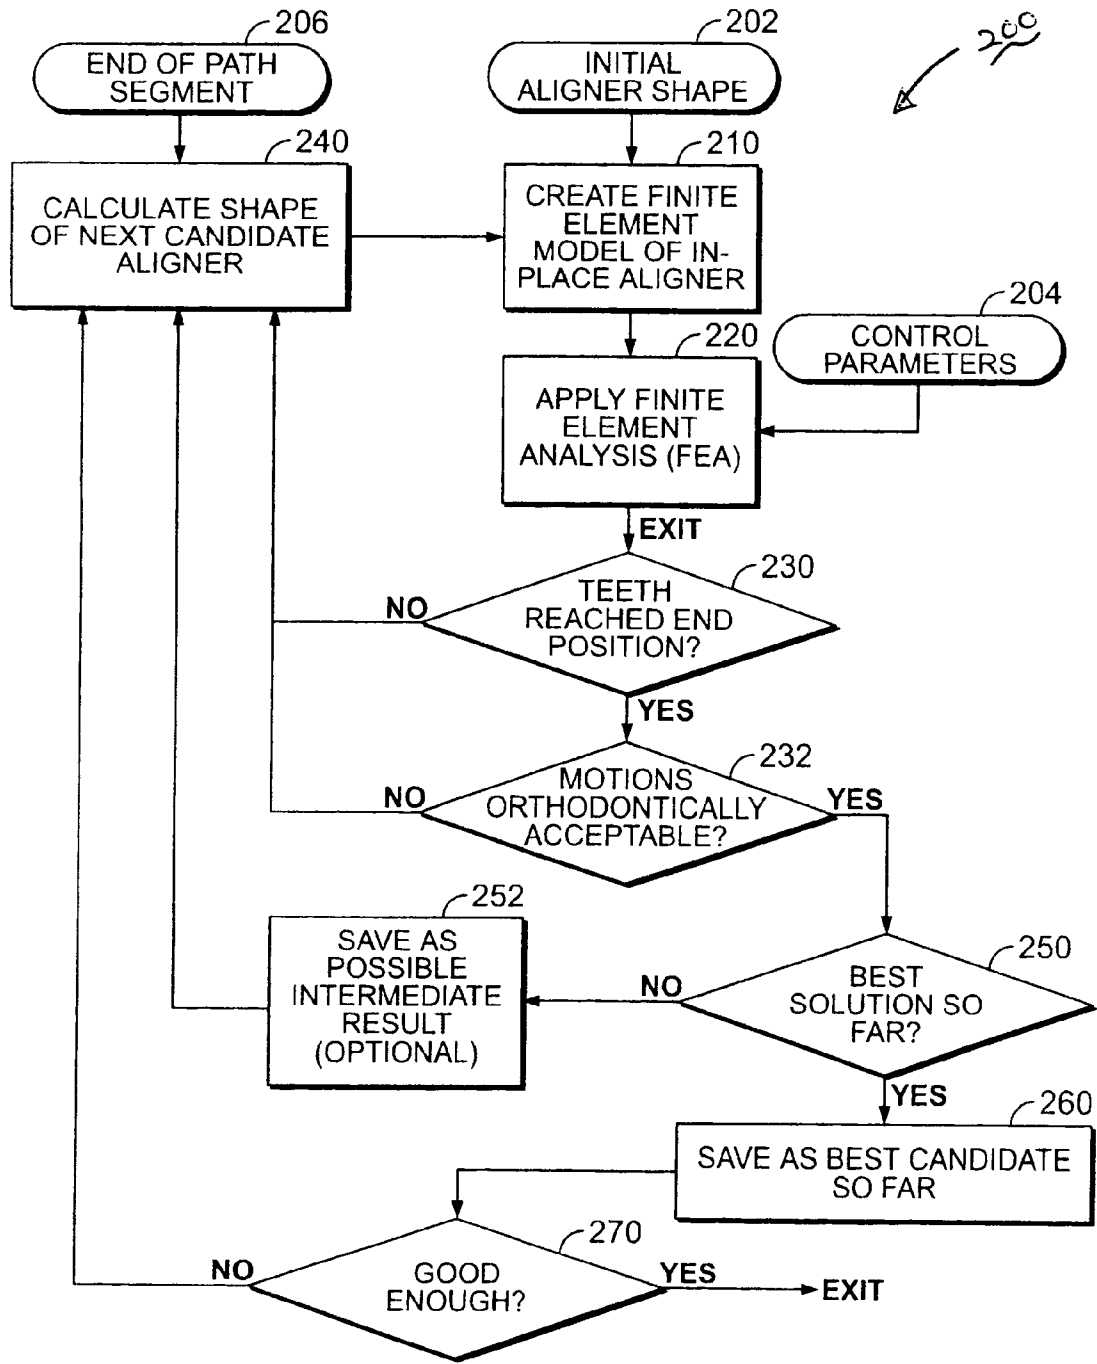 206
END OF PATH
SEGMENT
202
INITIAL
ALIGNER SHAPE
200
240
CALCULATE SHAPE
OF NEXT CANDIDATE
ALIGNER
210
CREATE FINITE
ELEMENT
MODEL OF IN-
PLACE ALIGNER
204
CONTROL
PARAMETERS
220
APPLY FINITE
ELEMENT
ANALYSIS (FEA)
EXIT
230
TEETH
REACHED END
POSITION?
NO
YES
232
MOTIONS
ORTHODONTICALLY
ACCEPTABLE?
NO
YES
252
SAVE AS
POSSIBLE
INTERMEDIATE
RESULT
(OPTIONAL)
250
BEST
SOLUTION SO
FAR?
NO
YES
260
SAVE AS BEST CANDIDATE
SO FAR
270
GOOD
ENOUGH?
NO
YES
EXIT